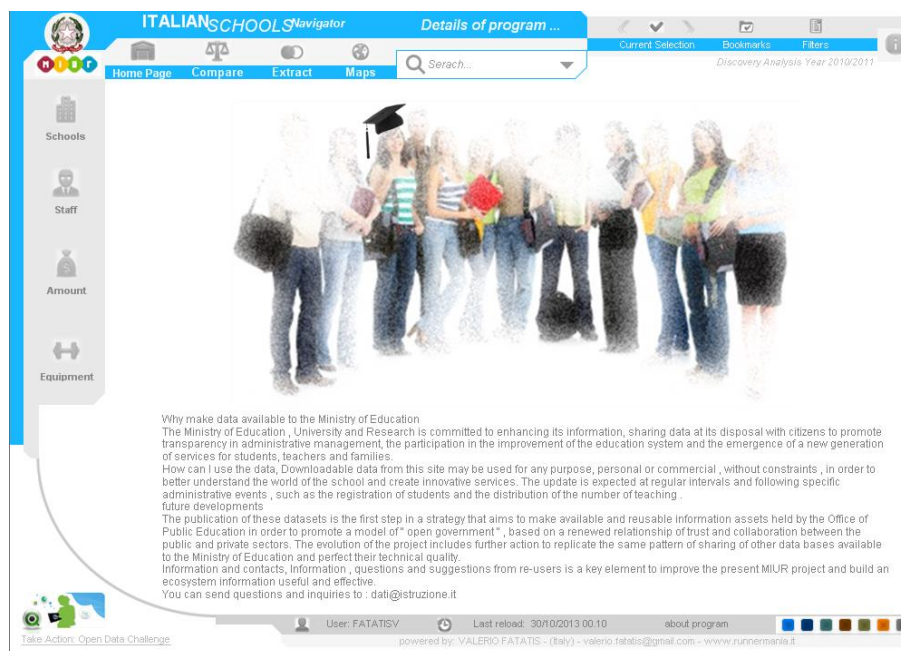 ITALIANSCHOOLSNavigator
Details of program ...
Current Selection
Bookmarks
Filters
MIUR
Home Page
Compare
Extract
Maps
Serach...
Discovery Analysis Year 2010/2011
Schools
Staff
Amount
Equipment
Why make data available to the Ministry of Education
The Ministry of Education , University and Research is committed to enhancing its information, sharing data at its disposal with citizens to promote
transparency in administrative management, the participation in the improvement of the education system and the emergence of a new generation
of services for students, teachers and families.
How can I use the data, Downloadable data from this site may be used for any purpose, personal or commercial , without constraints , in order to
better understand the world of the school and create innovative services. The update is expected at regular intervals and following specific
administrative events , such as the registration of students and the distribution of the number of teaching .
future developments
The publication of these datasets is the first step in a strategy that aims to make available and reusable information assets held by the Office of
Public Education in order to promote a model of " open government " , based on a renewed relationship of trust and collaboration between the
public and private sectors. The evolution of the project includes further action to replicate the same pattern of sharing of other data bases available
to the Ministry of Education and perfect their technical quality.
Information and contacts, Information , questions and suggestions from re-users is a key element to improve the present MIUR project and build an
ecosystem information useful and effective.
You can send questions and inquiries to : dati@istruzione.it
User: FATATISV
Last reload: 30/10/2013 00.10
about program
Take Action: Open Data Challenge
powered by: VALERIO FATATIS - (Italy) - valerio.fatatis@gmail.com - www.runnermania.it